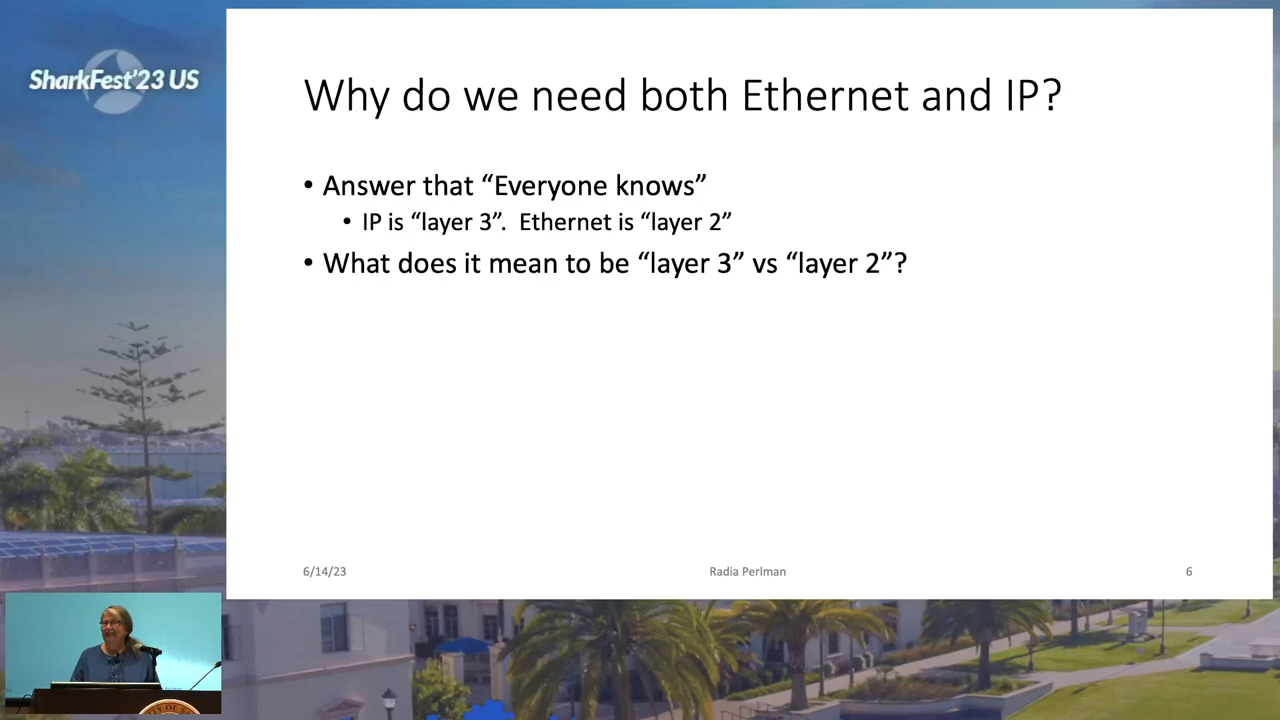 SharkFest'23 US
Why do we need both Ethernet and IP?
• Answer that “Everyone knows”
• IP is “layer 3”.  Ethernet is “layer 2”
• What does it mean to be “layer 3” vs “layer 2”?
6/14/23
Radia Perlman
6